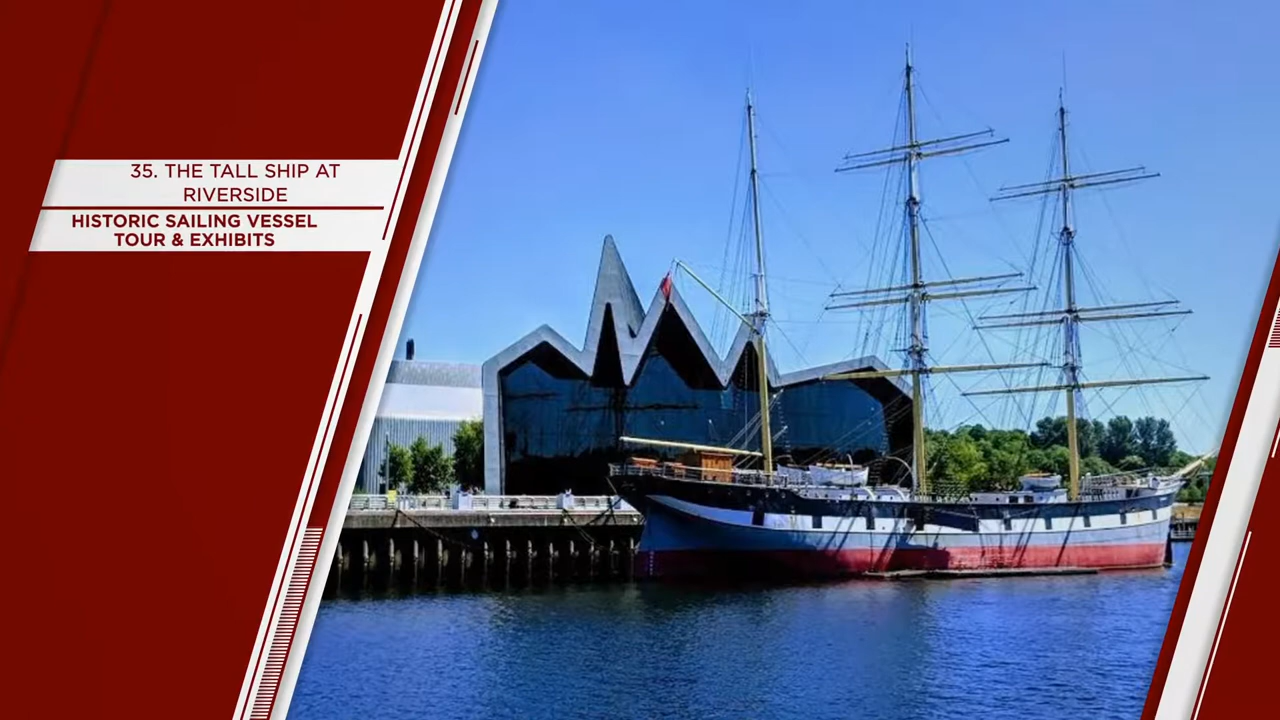 35. THE TALL SHIP AT
RIVERSIDE
HISTORIC SAILING VESSEL
TOUR & EXHIBITS